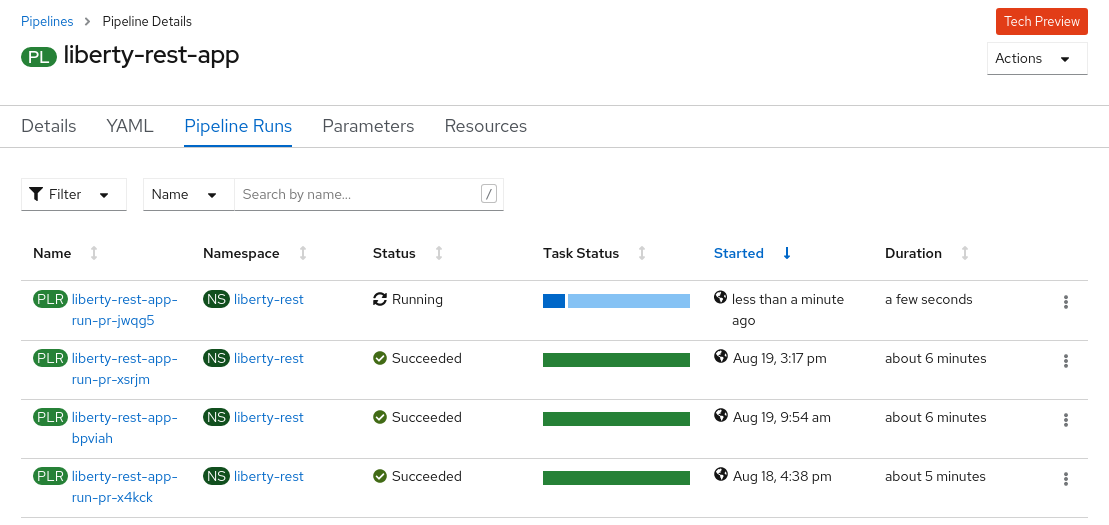 Pipelines > Pipeline Details
Tech Preview
PL liberty-rest-app
Actions
Details YAML Pipeline Runs Parameters Resources
Filter Name Search by name... /
Name Namespace Status Task Status Started Duration
PLR liberty-rest-app- NS liberty-rest Running less than a minute a few seconds
run-pr-jwqg5 ago
PLR liberty-rest-app- NS liberty-rest Succeeded Aug 19, 3:17 pm about 6 minutes
run-pr-xsrjm
PLR liberty-rest-app- NS liberty-rest Succeeded Aug 19, 9:54 am about 6 minutes
bpviah
PLR liberty-rest-app- NS liberty-rest Succeeded Aug 18, 4:38 pm about 5 minutes
run-pr-x4kck